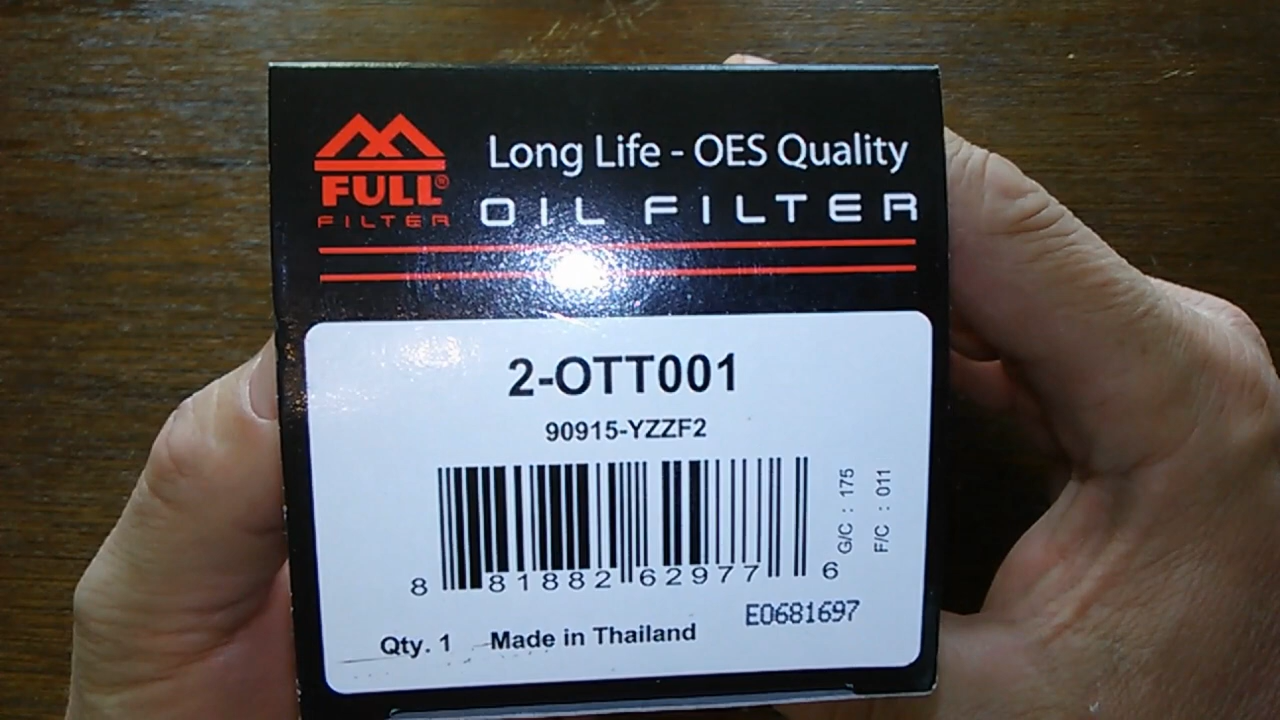 FULL®
FILTER
Long Life - OES Quality
OIL FILTER
2-OTT001
90915-YZZF2
8 81882 62977 6
G/C : 175
F/C : 011
E0681697
Qty. 1 Made in Thailand